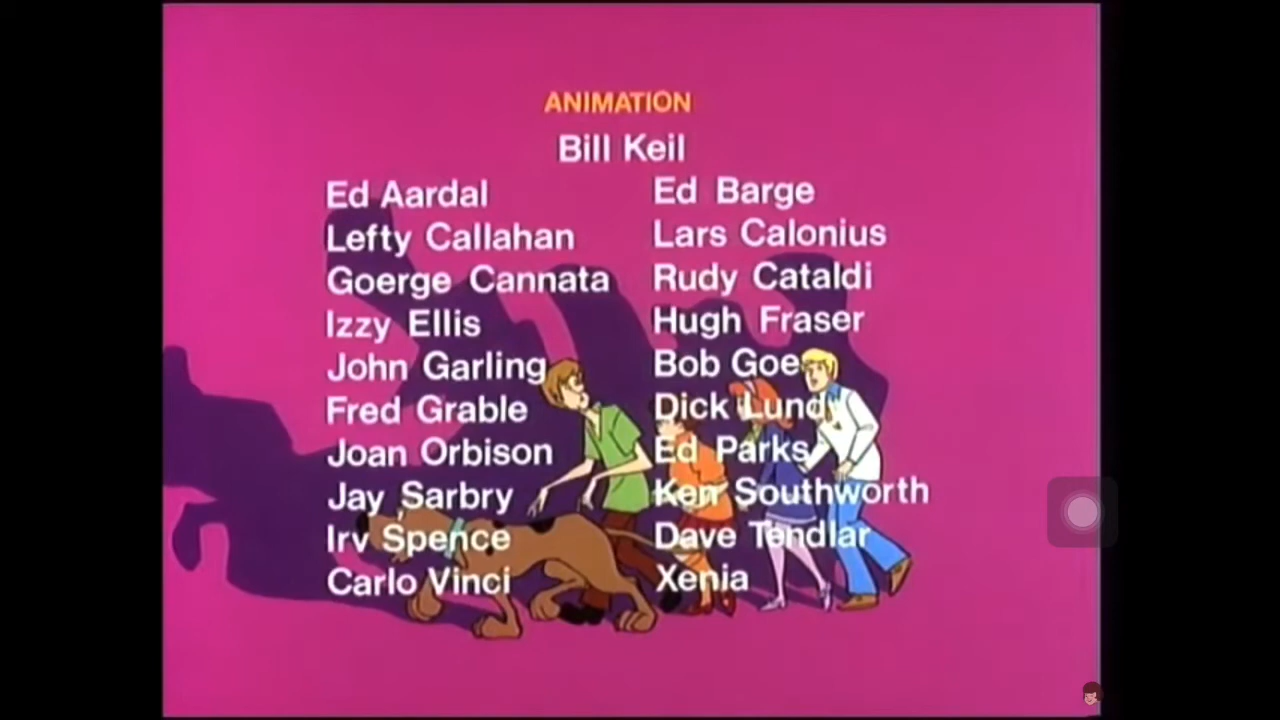 ANIMATION
Bill Keil
Ed Aardal Ed Barge
Lefty Callahan Lars Calonius
Goerge Cannata Rudy Cataldi
Izzy Ellis Hugh Fraser
John Garling Bob Goe
Fred Grable Dick Lundy
Joan Orbison Ed Parks
Jay Sarbry Ken Southworth
Irv Spence Dave Tendlar
Carlo Vinci Xenia